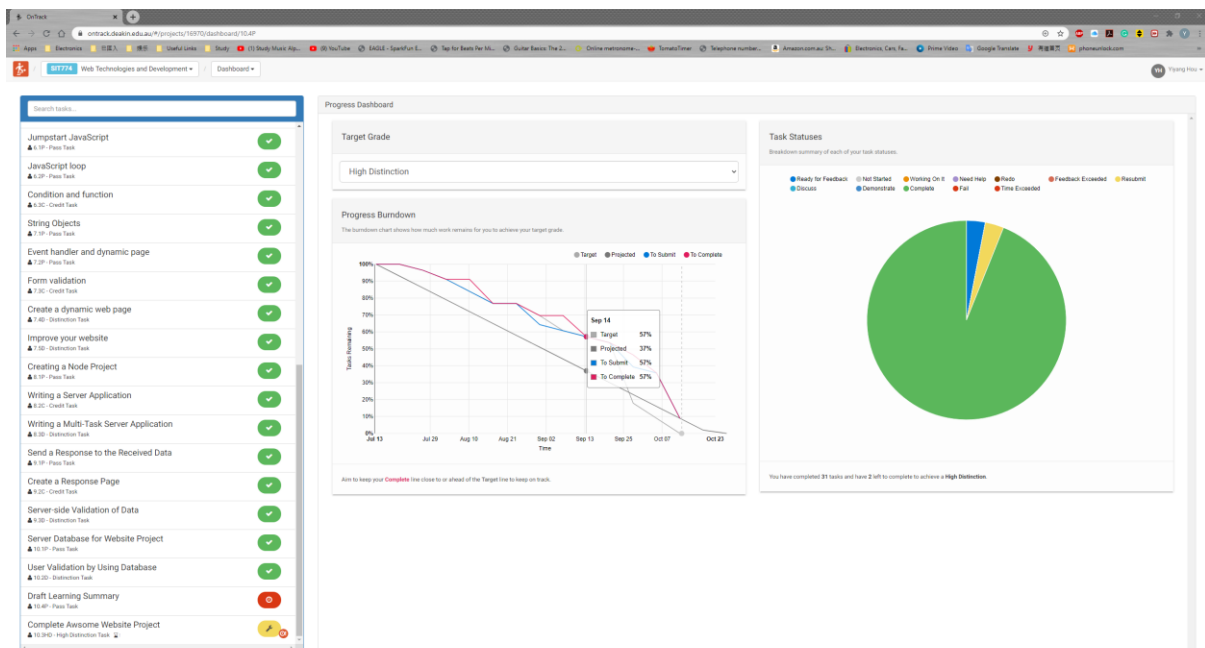 OnTrack
ontrack.deakin.edu.au/#/projects/16970/dashboard/10.4P
Apps Electronics Useful Links Study (1) Study Music Alp... (8) YouTube EAGLE - SparkFun E... Tap for Beats Per Mi... Guitar Basics: The 2... Online metronome-... TomatoTimer Telephone number... Amazon.com.au: Sh... Electronics, Cars, Fa... Prime Video Google Translate phoneunlock.com
BIT774 Web Technologies and Development Dashboard YH Yisang Hou
Search tasks...
Jumpstart JavaScript
6.1P - Pass Task
JavaScript loop
6.2P - Pass Task
Condition and function
6.3C - Credit Task
String Objects
7.1P - Pass Task
Event handler and dynamic page
7.2P - Pass Task
Form validation
7.3C - Credit Task
Create a dynamic web page
7.4D - Distinction Task
Improve your website
7.5D - Distinction Task
Creating a Node Project
8.1P - Pass Task
Writing a Server Application
8.2C - Credit Task
Writing a Multi-Task Server Application
8.3D - Distinction Task
Send a Response to the Received Data
9.1P - Pass Task
Create a Response Page
9.2C - Credit Task
Server-side Validation of Data
9.3D - Distinction Task
Server Database for Website Project
10.1P - Pass Task
User Validation by Using Database
10.2D - Distinction Task
Draft Learning Summary
10.4P - Pass Task
Complete Awsome Website Project
10.3HD - High Distinction Task
Progress Dashboard
Target Grade
High Distinction
Progress Burndown
The burndown chart shows how much work remains for you to achieve your target grade.
Target Projected To Submit To Complete
100%
90%
80%
70%
60%
50%
40%
30%
20%
10%
0%
Tasks Remaining
Sep 14
Target 57%
Projected 37%
To Submit 57%
To Complete 57%
Jul 13 Jul 29 Aug 10 Aug 21 Sep 02 Sep 13 Sep 25 Oct 07 Oct 23
Time
Aim to keep your Complete line close to or ahead of the Target line to keep on track.
Task Statuses
Breakdown summary of each of your task statuses.
Ready for Feedback Not Started Working On It Need Help Redo Feedback Exceeded Resubmit
Discuss Demonstrate Complete Fail Time Exceeded
You have completed 31 tasks and have 2 left to complete to achieve a High Distinction.